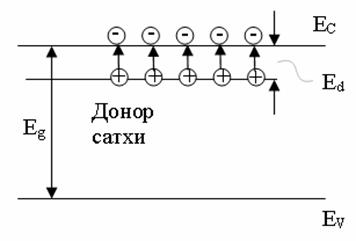 - - - - -
E_C
+ + + + +
E_d
Донор
E_g
сатхи
E_V